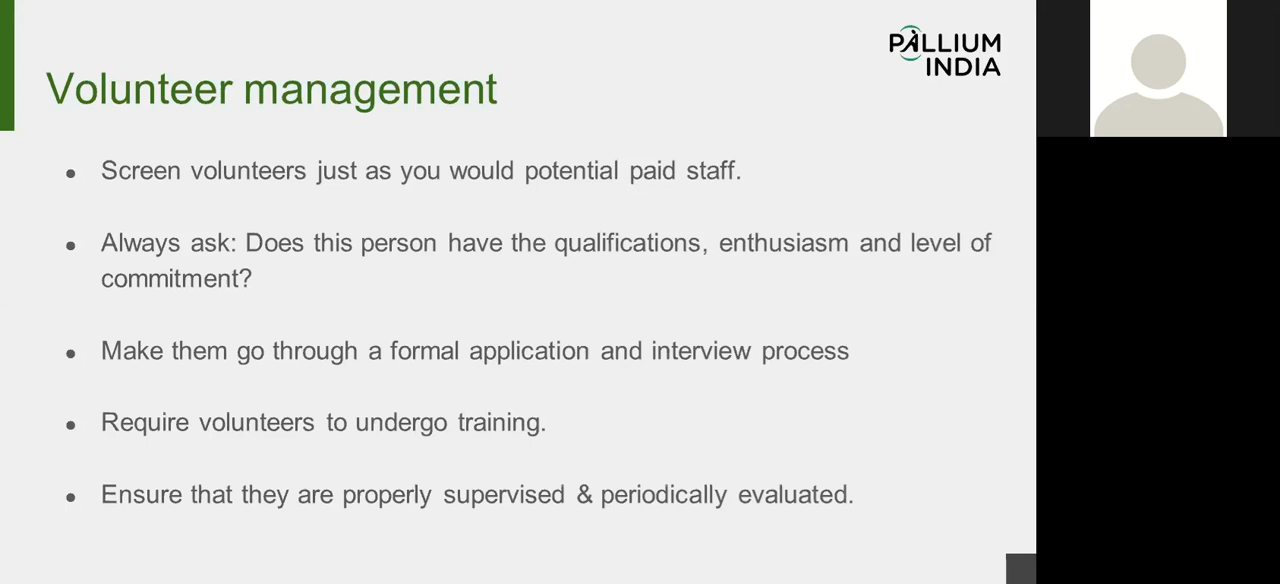 PALLIUM
INDIA
Volunteer management
● Screen volunteers just as you would potential paid staff.
● Always ask: Does this person have the qualifications, enthusiasm and level of
commitment?
● Make them go through a formal application and interview process
● Require volunteers to undergo training.
● Ensure that they are properly supervised & periodically evaluated.